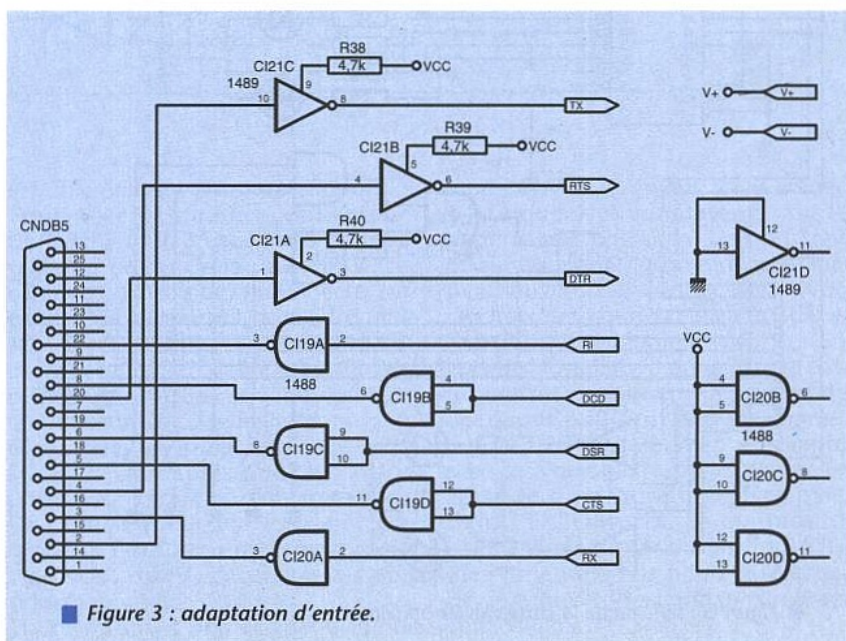 R38
4,7k
VCC
CI21C
1489
10
9
8
TX
V+
V+
V-
V-
R39
4,7k
VCC
CI21B
4
5
6
RTS
R40
4,7k
VCC
CI21A
1
2
3
DTR
12
13
11
CI21D
1489
CNDB5
13
25
12
24
11
23
10
22
9
21
8
20
7
19
6
18
5
17
4
16
3
15
2
14
1
3
CI19A
2
RI
1488
6
CI19B
4
5
DCD
8
CI19C
9
10
DSR
11
CI19D
12
13
CTS
3
CI20A
2
RX
VCC
4
5
CI20B
6
1488
9
10
CI20C
8
12
13
CI20D
11
Figure 3 : adaptation d'entrée.